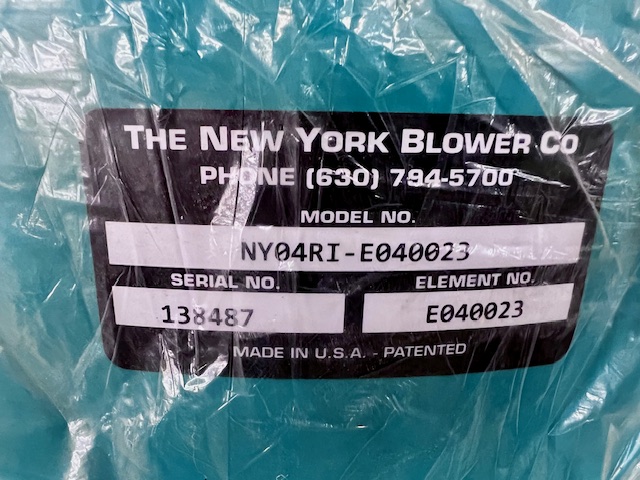 THE NEW YORK BLOWER CO
PHONE (630) 794-5700
MODEL NO.
NY04RI-E040023
SERIAL NO. ELEMENT NO.
138487 E040023
MADE IN U.S.A. - PATENTED